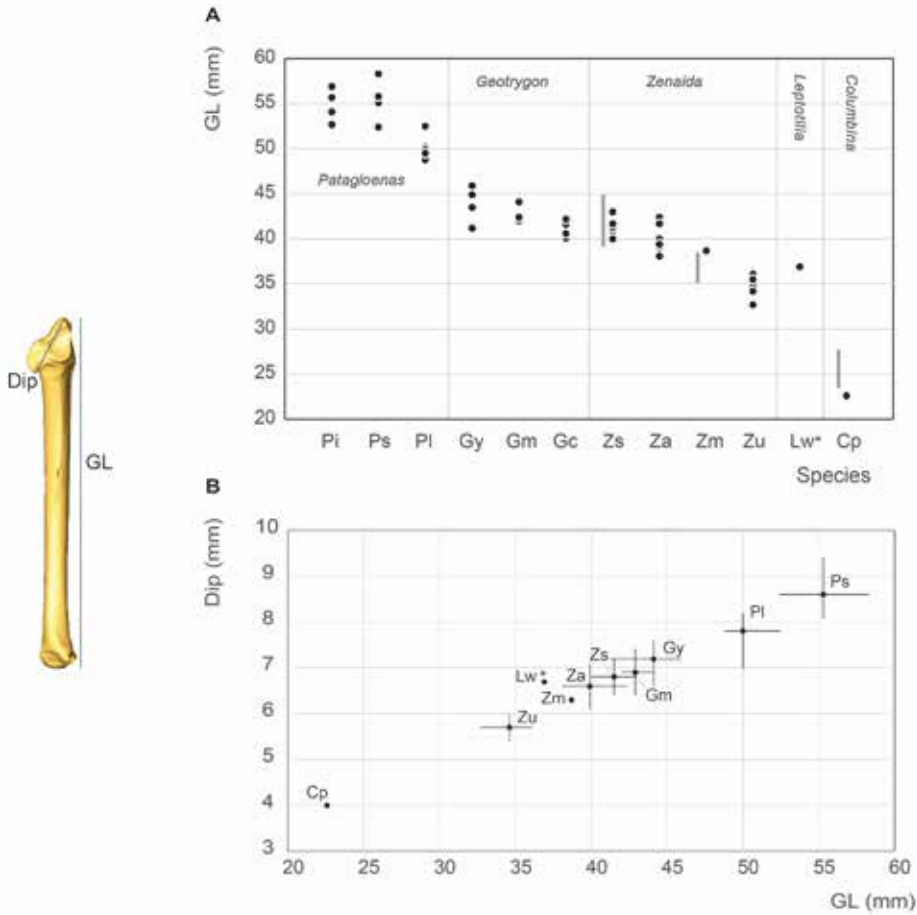 A
GL (mm)
60
55
50
45
40
35
30
25
20
Geotrygon
Zenaida
Leptotilia
Columbina
Patagloenas
Pi Ps Pl Gy Gm Gc Zs Za Zm Zu Lw* Cp
Species
Dip
GL
B
Dip (mm)
10
9
8
7
6
5
4
3
Ps
Pl
Gy
Zs
Gm
Za
Lw *
Zm
Zu
Cp
20 25 30 35 40 45 50 55 60
GL (mm)